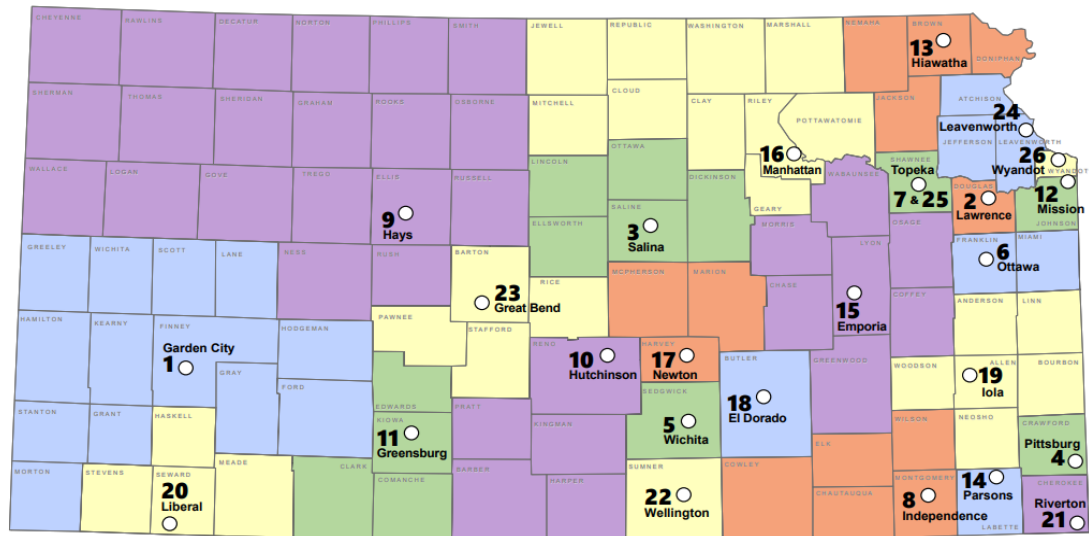 CHEYENNE
RAWLINS
DECATUR
NORTON
PHILLIPS
SMITH
JEWELL
REPUBLIC
WASHINGTON
MARSHALL
NEMAHA
BROWN
13
Hiawatha
DONIPHAN
SHERMAN
THOMAS
SHERIDAN
GRAHAM
ROOKS
OSBORNE
MITCHELL
CLOUD
CLAY
RILEY
POTTAWATOMIE
JACKSON
ATCHISON
24
Leavenworth
JEFFERSON
LEAVENWORTH
OTTAWA
16
Manhattan
26
Wyandot
WYANDOT
WALLACE
LOGAN
GOVE
TREGO
ELLIS
RUSSELL
LINCOLN
DICKINSON
WABAUNSEE
SHAWNEE
Topeka
7 & 25
DOUGLAS
2
Lawrence
12
Mission
JOHNSON
9
Hays
ELLSWORTH
SALINE
3
Salina
GEARY
MORRIS
OSAGE
GREELEY
WICHITA
SCOTT
LANE
NESS
RUSH
BARTON
LYON
FRANKLIN
6
Ottawa
MIAMI
23
Great Bend
RICE
MCPHERSON
MARION
CHASE
15
Emporia
COFFEY
ANDERSON
LINN
HAMILTON
KEARNY
FINNEY
Garden City
1
HODGEMAN
PAWNEE
STAFFORD
RENO
10
Hutchinson
HARVEY
17
Newton
BUTLER
18
El Dorado
GREENWOOD
WOODSON
ALLEN
19
Iola
BOURBON
GRAY
FORD
EDWARDS
KIOWA
11
Greensburg
PRATT
KINGMAN
SEDGWICK
5
Wichita
STANTON
GRANT
HASKELL
ELK
WILSON
NEOSHO
CRAWFORD
Pittsburg
4
MORTON
STEVENS
SEWARD
20
Liberal
MEADE
CLARK
COMANCHE
BARBER
HARPER
SUMNER
22
Wellington
COWLEY
CHAUTAUQUA
MONTGOMERY
8
Independence
14
Parsons
LABETTE
CHEROKEE
Riverton
21